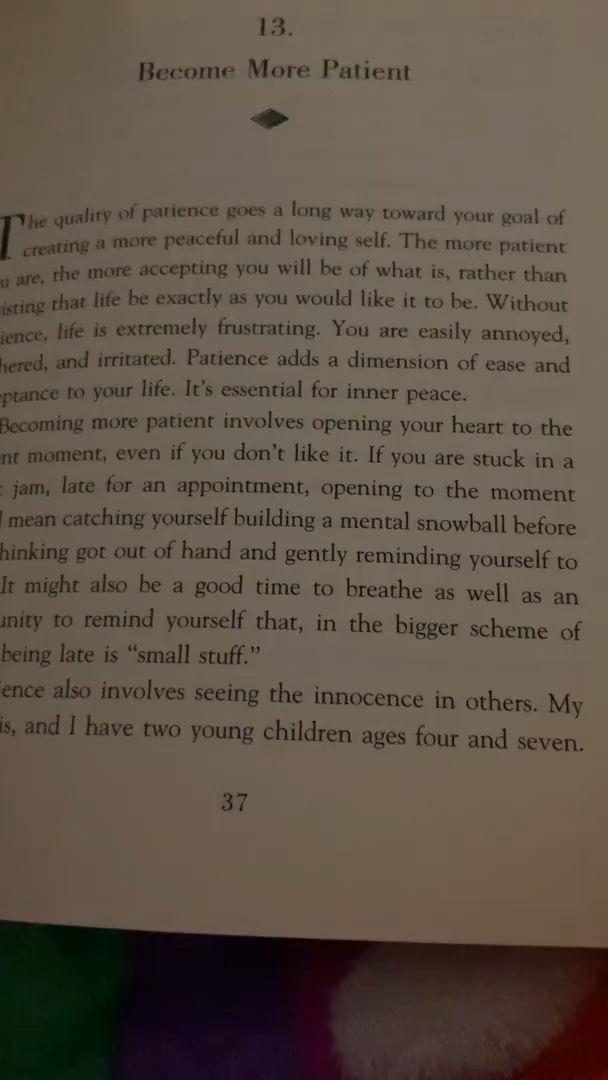 13.
Become More Patient
The quality of patience goes a long way toward your goal of
creating a more peaceful and loving self. The more patient
u are, the more accepting you will be of what is, rather than
isting that life be exactly as you would like it to be. Without
ience, life is extremely frustrating. You are easily annoyed,
hered, and irritated. Patience adds a dimension of ease and
ptance to your life. It's essential for inner peace.
Becoming more patient involves opening your heart to the
nt moment, even if you don't like it. If you are stuck in a
jam, late for an appointment, opening to the moment
mean catching yourself building a mental snowball before
hinking got out of hand and gently reminding yourself to
It might also be a good time to breathe as well as an
unity to remind yourself that, in the bigger scheme of
being late is "small stuff."
ience also involves seeing the innocence in others. My
is, and I have two young children ages four and seven.
37